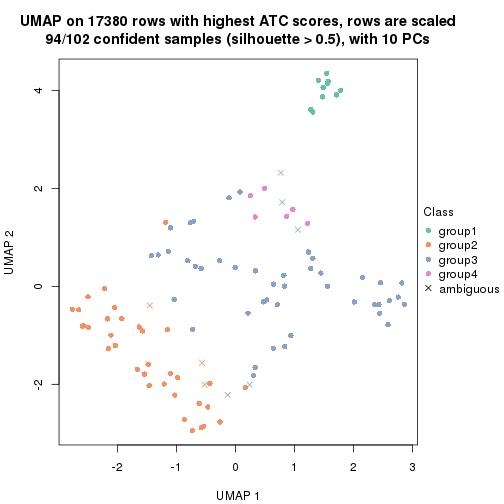 UMAP on 17380 rows with highest ATC scores, rows are scaled
94/102 confident samples (silhouette > 0.5), with 10 PCs
4
2
0
-2
UMAP 2
-2
-1
0
1
2
3
UMAP 1
Class
group1
group2
group3
group4
ambiguous